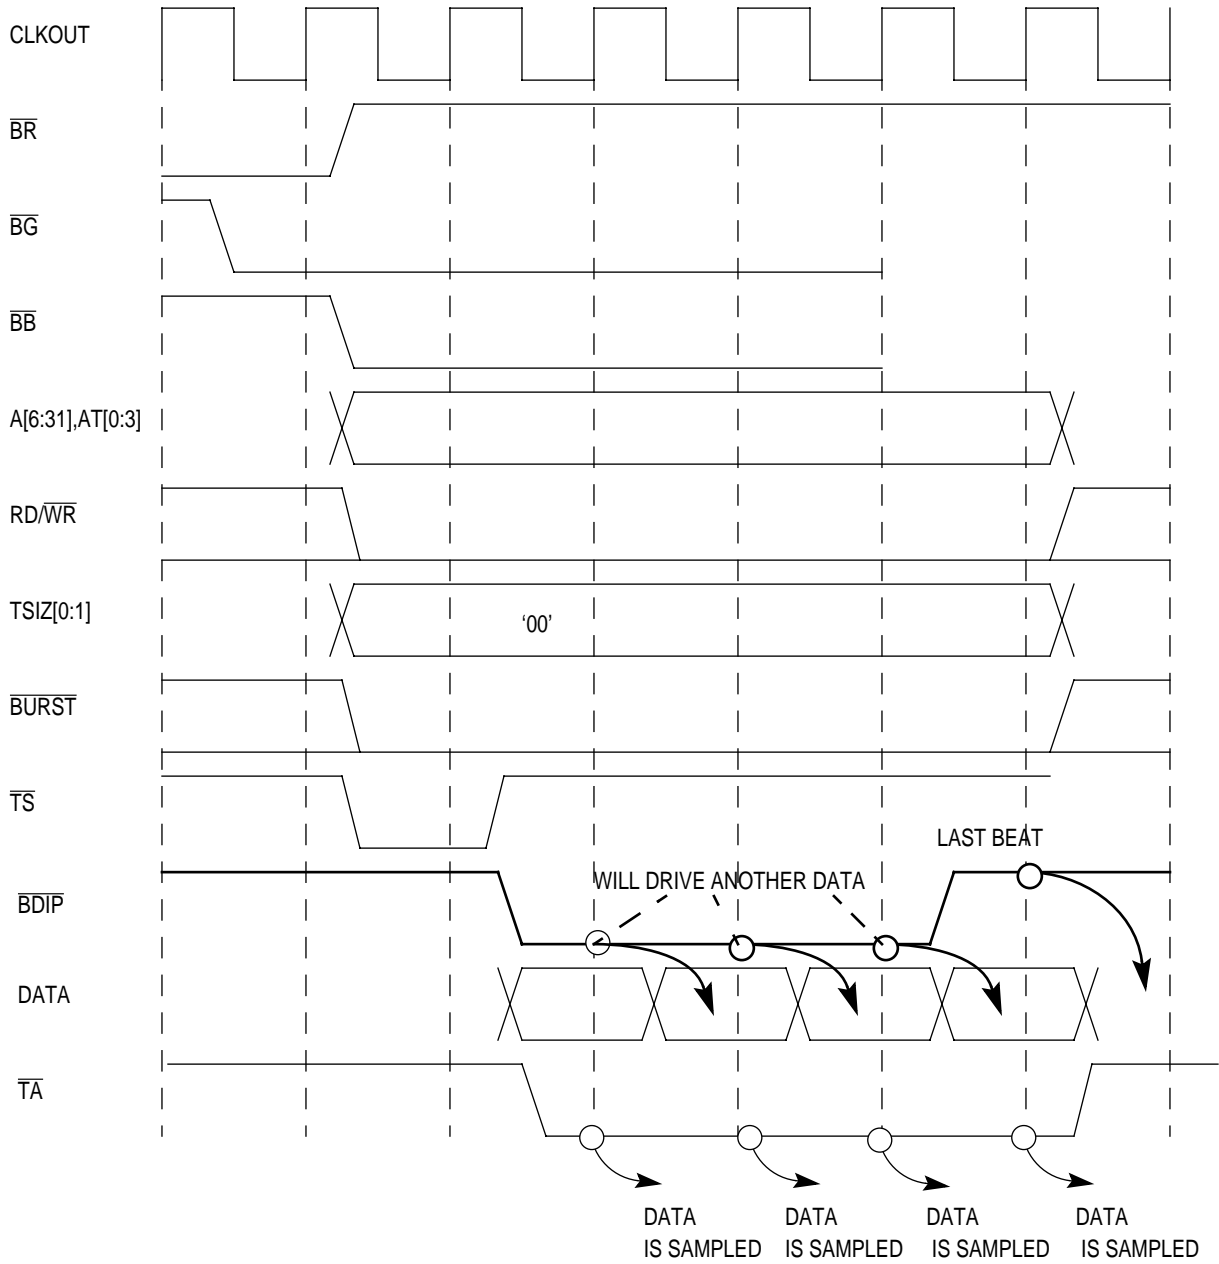 CLKOUT
BR
BG
BB
A[6:31],AT[0:3]
RD/WR
TSIZ[0:1]
‘00’
BURST
TS
LAST BEAT
WILL DRIVE ANOTHER DATA
BDIP
DATA
TA
DATA
IS SAMPLED
DATA
IS SAMPLED
DATA
IS SAMPLED
DATA
IS SAMPLED